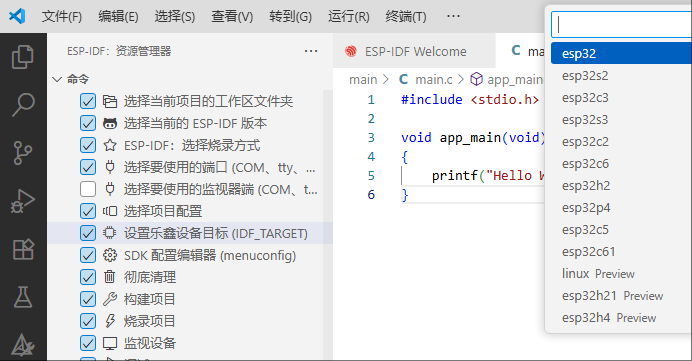 文件(F) 编辑(E) 选择(S) 查看(V) 转到(G) 运行(R) 终端(T) ···
ESP-IDF: 资源管理器 ···
命令
选择当前项目的工作区文件夹
选择当前的 ESP-IDF 版本
ESP-IDF: 选择烧录方式
选择要使用的端口 (COM、tty、...
选择要使用的监视器端 (COM、t...
选择项目配置
设置乐鑫设备目标 (IDF_TARGET)
SDK 配置编辑器 (menuconfig)
彻底清理
构建项目
烧录项目
监视设备
ESP-IDF Welcome
main > C main.c > app_main
1 #include <stdio.h>
2
3 void app_main(void)
4 {
5 printf("Hello W
6 }
esp32
esp32s2
esp32c3
esp32s3
esp32c2
esp32c6
esp32h2
esp32p4
esp32c5
esp32c61
linux Preview
esp32h21 Preview
esp32h4 Preview